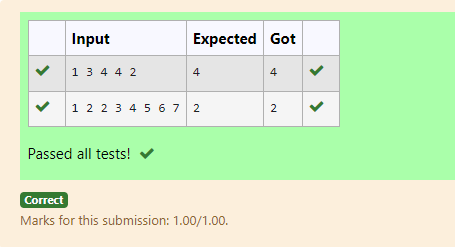 Input Expected Got
1 3 4 4 2 4 4
1 2 2 3 4 5 6 7 2 2
Passed all tests!
Correct
Marks for this submission: 1.00/1.00.